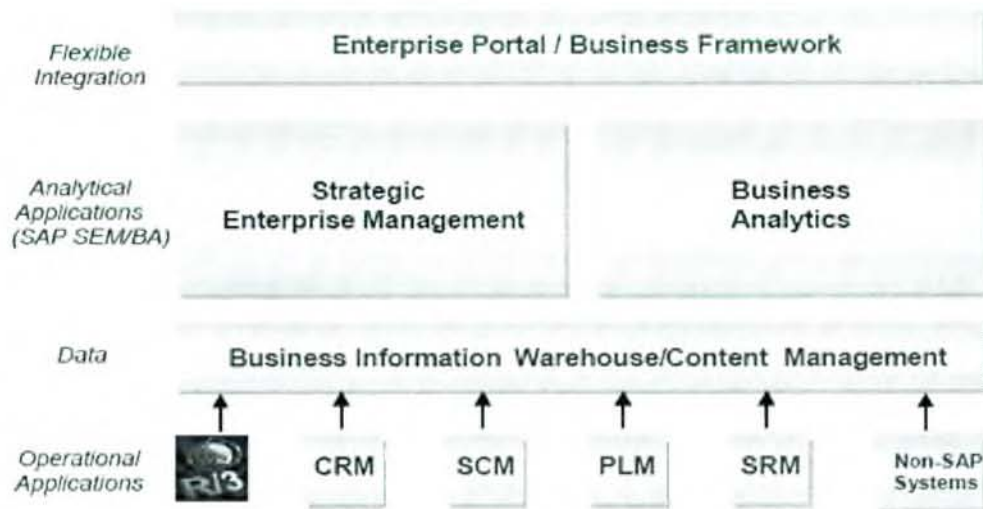 Flexible
Integration
Enterprise Portal / Business Framework
Analytical
Applications
(SAP SEM/BA)
Strategic
Enterprise Management
Business
Analytics
Data
Business Information Warehouse/Content Management
Operational
Applications
R/3
CRM
SCM
PLM
SRM
Non-SAP
Systems